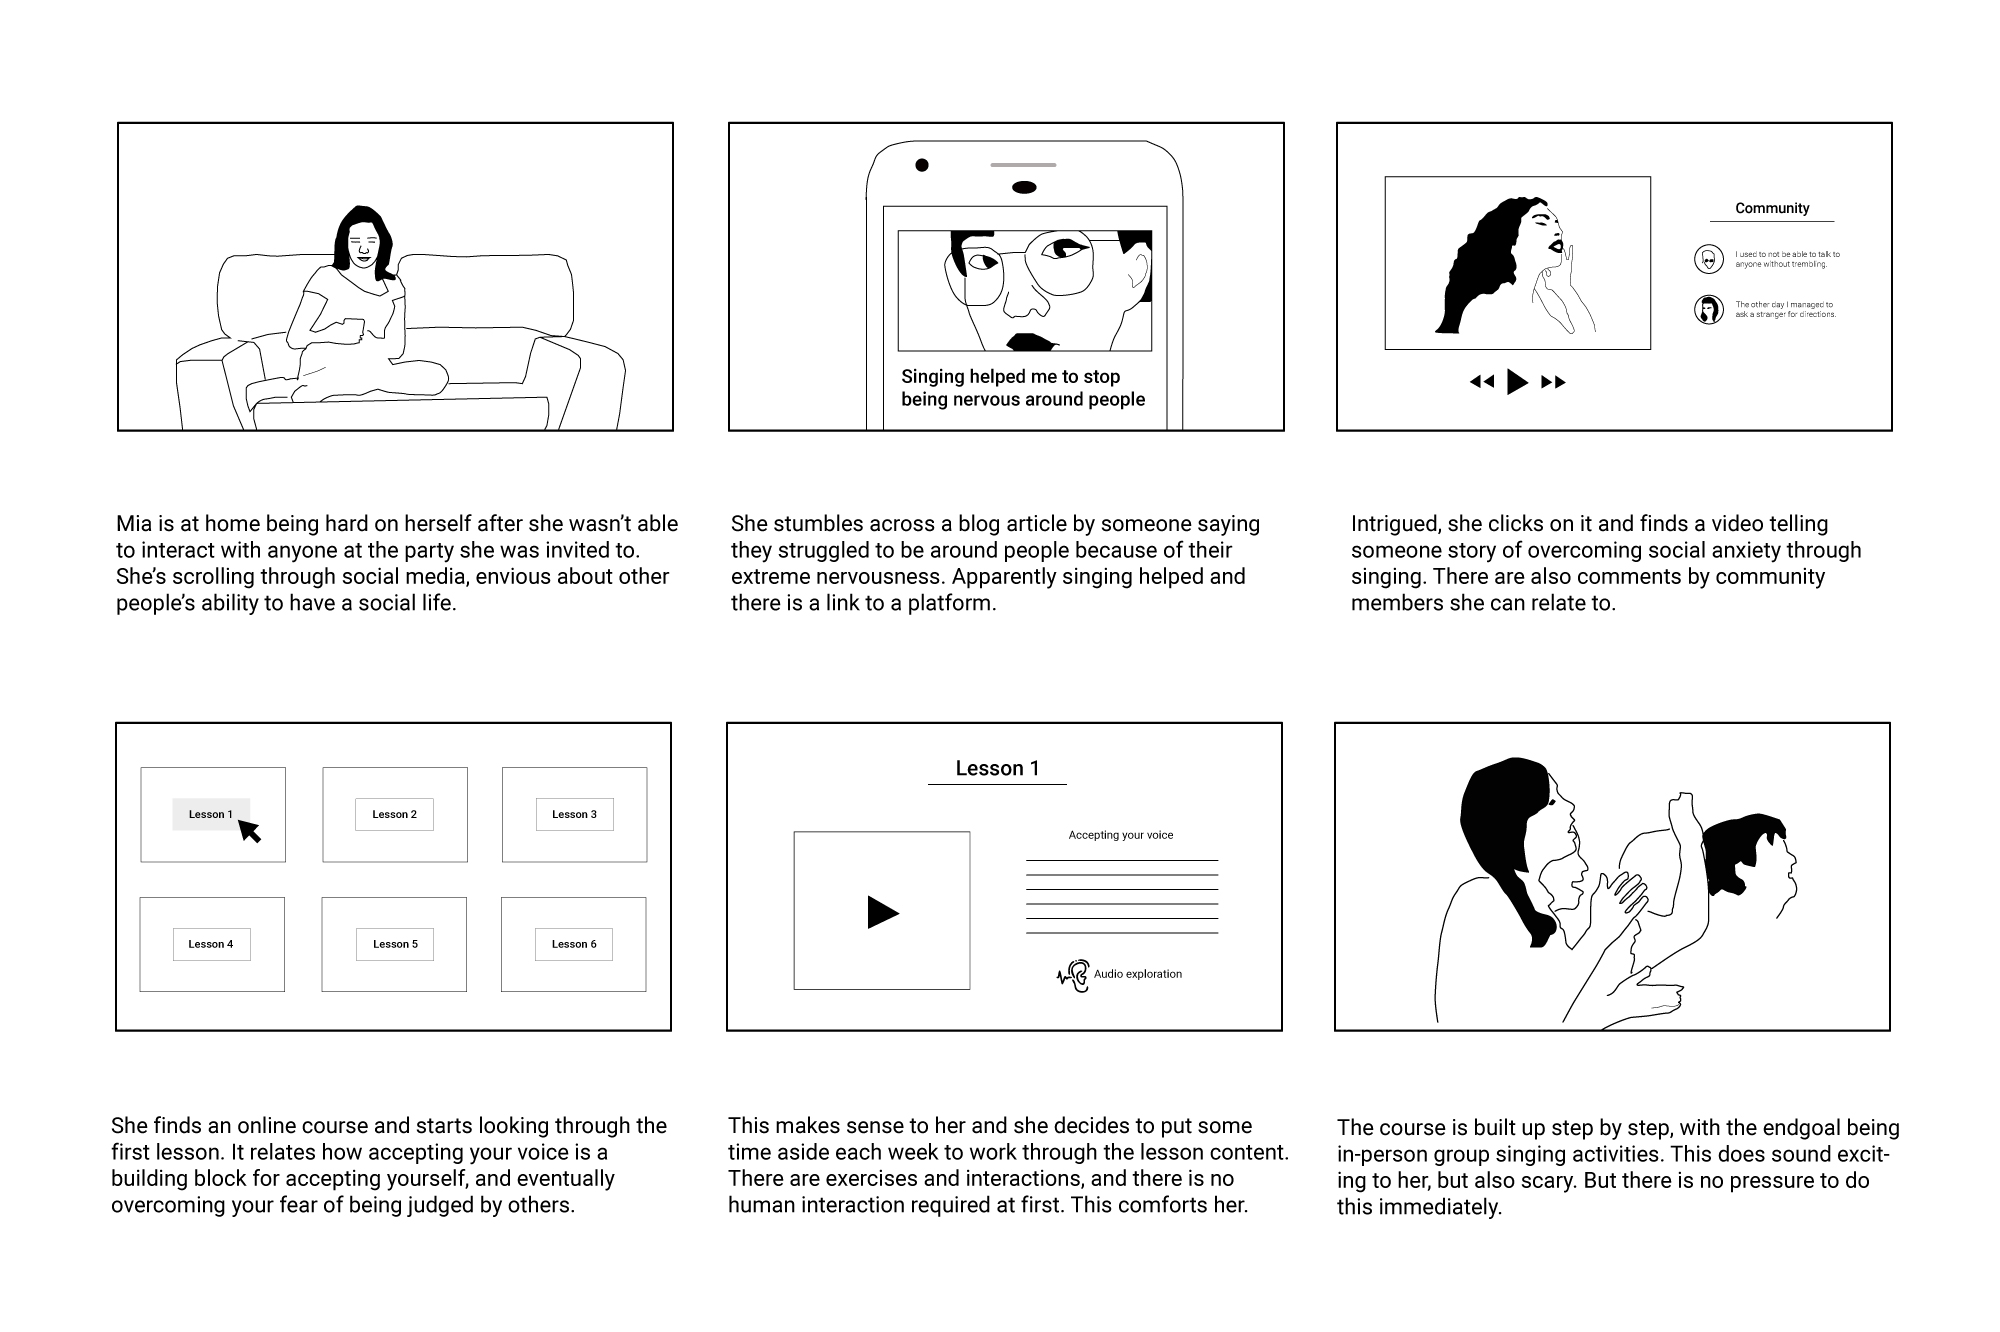 Singing helped me to stop
being nervous around people
Community
I used to not be able to talk to
anyone without trembling.
The other day I managed to
ask a stranger for directions.
Mia is at home being hard on herself after she wasn’t able
to interact with anyone at the party she was invited to.
She’s scrolling through social media, envious about other
people’s ability to have a social life.
She stumbles across a blog article by someone saying
they struggled to be around people because of their
extreme nervousness. Apparently singing helped and
there is a link to a platform.
Intrigued, she clicks on it and finds a video telling
someone story of overcoming social anxiety through
singing. There are also comments by community
members she can relate to.
Lesson 1
Lesson 2
Lesson 3
Lesson 4
Lesson 5
Lesson 6
Lesson 1
Accepting your voice
Audio exploration
She finds an online course and starts looking through the
first lesson. It relates how accepting your voice is a
building block for accepting yourself, and eventually
overcoming your fear of being judged by others.
This makes sense to her and she decides to put some
time aside each week to work through the lesson content.
There are exercises and interactions, and there is no
human interaction required at first. This comforts her.
The course is built up step by step, with the endgoal being
in-person group singing activities. This does sound excit-
ing to her, but also scary. But there is no pressure to do
this immediately.